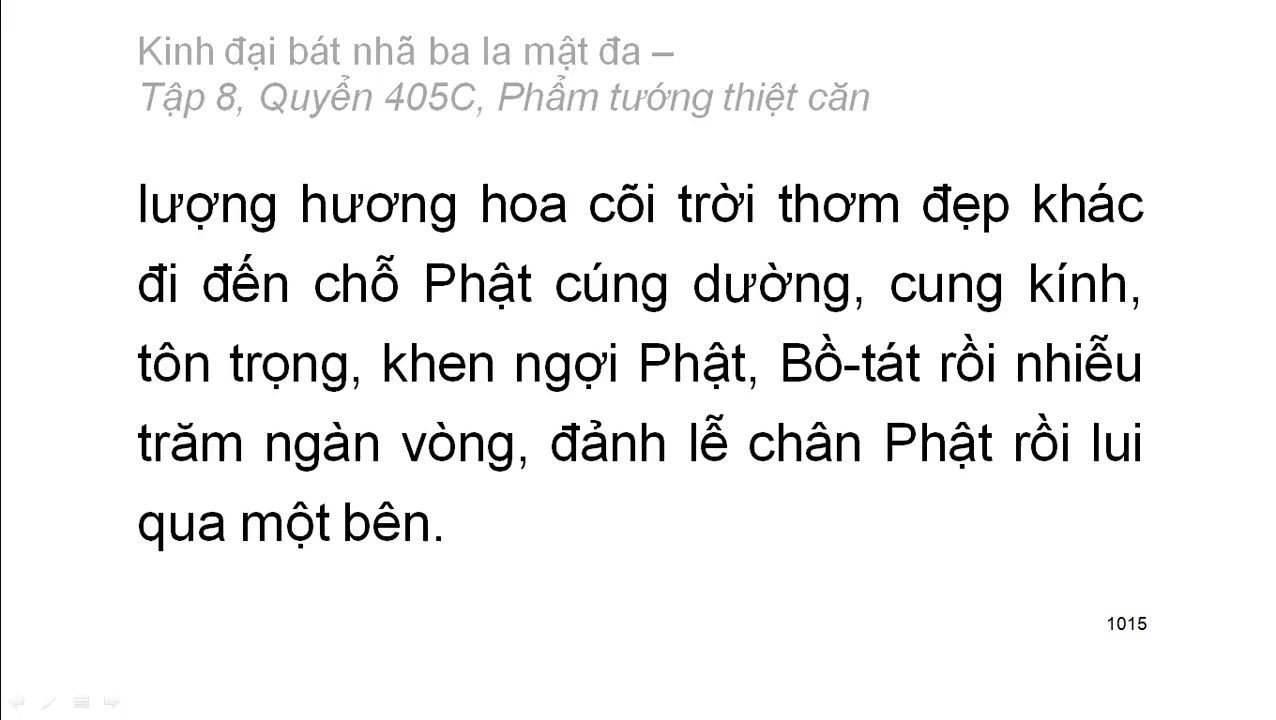 Kinh đại bát nhã ba la mật đa –
Tập 8, Quyển 405C, Phẩm tướng thiệt căn
lượng hương hoa cõi trời thơm đẹp khác
đi đến chỗ Phật cúng dường, cung kính,
tôn trọng, khen ngợi Phật, Bồ-tát rồi nhiễu
trăm ngàn vòng, đảnh lễ chân Phật rồi lui
qua một bên.
1015